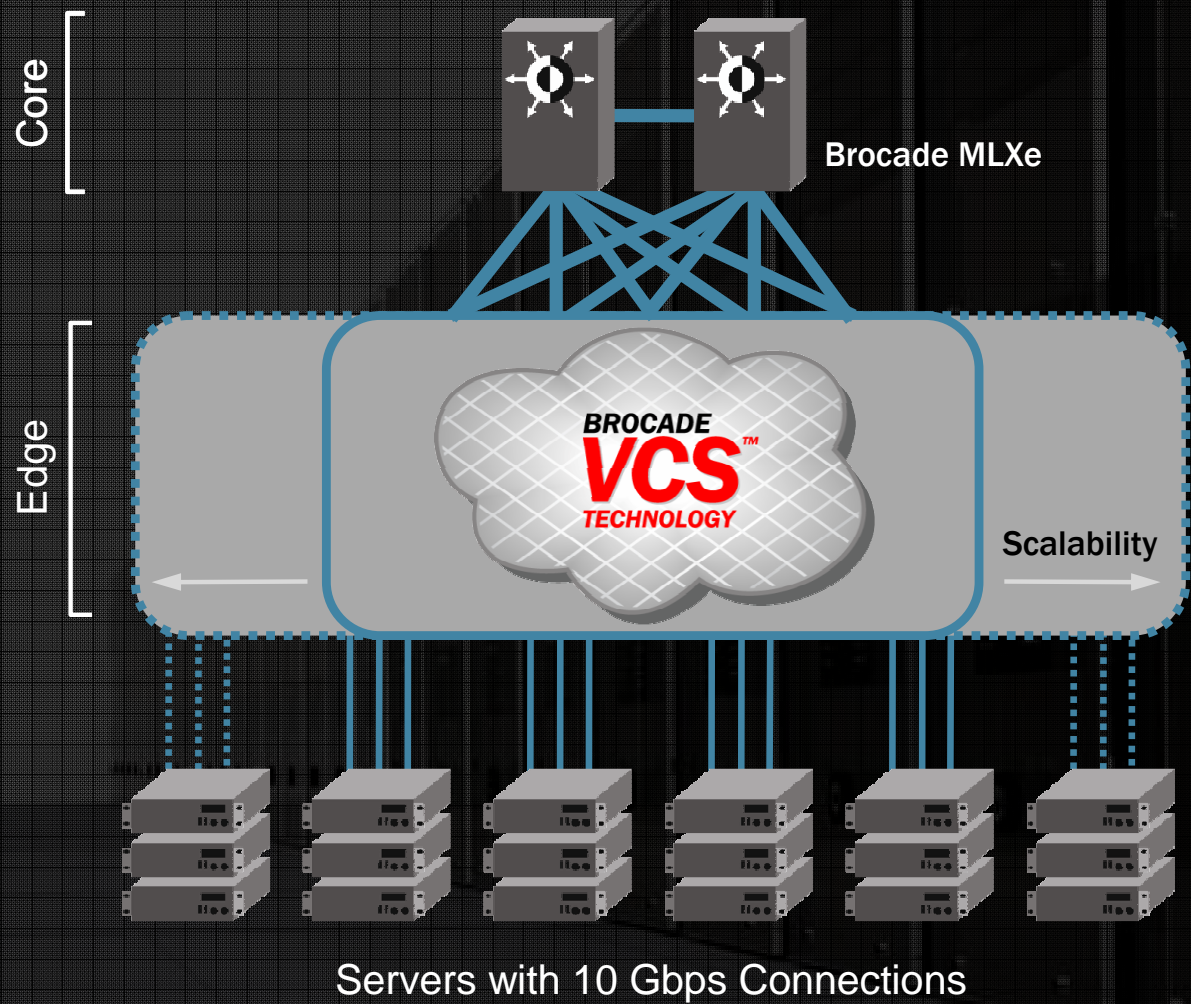 Core
Brocade MLXe
Edge
BROCADE
VCS™
TECHNOLOGY
Scalability
Servers with 10 Gbps Connections